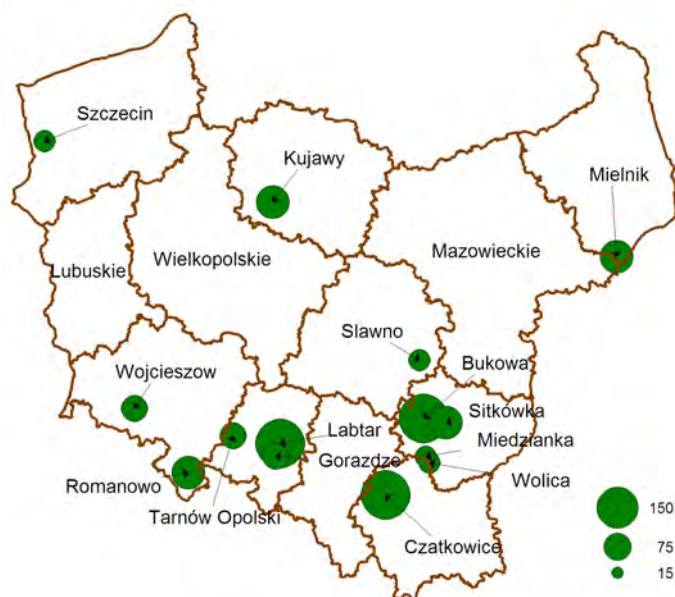 Szczecin
Kujawy
Mielnik
Wielkopolskie
Mazowieckie
Lubuskie
Slawno
Bukowa
Wojcieszow
Sitkówka
Labtar
Miedzianka
Gorazdze
Wolica
Romanowo
Tarnów Opolski
Czatkowice
150
75
15